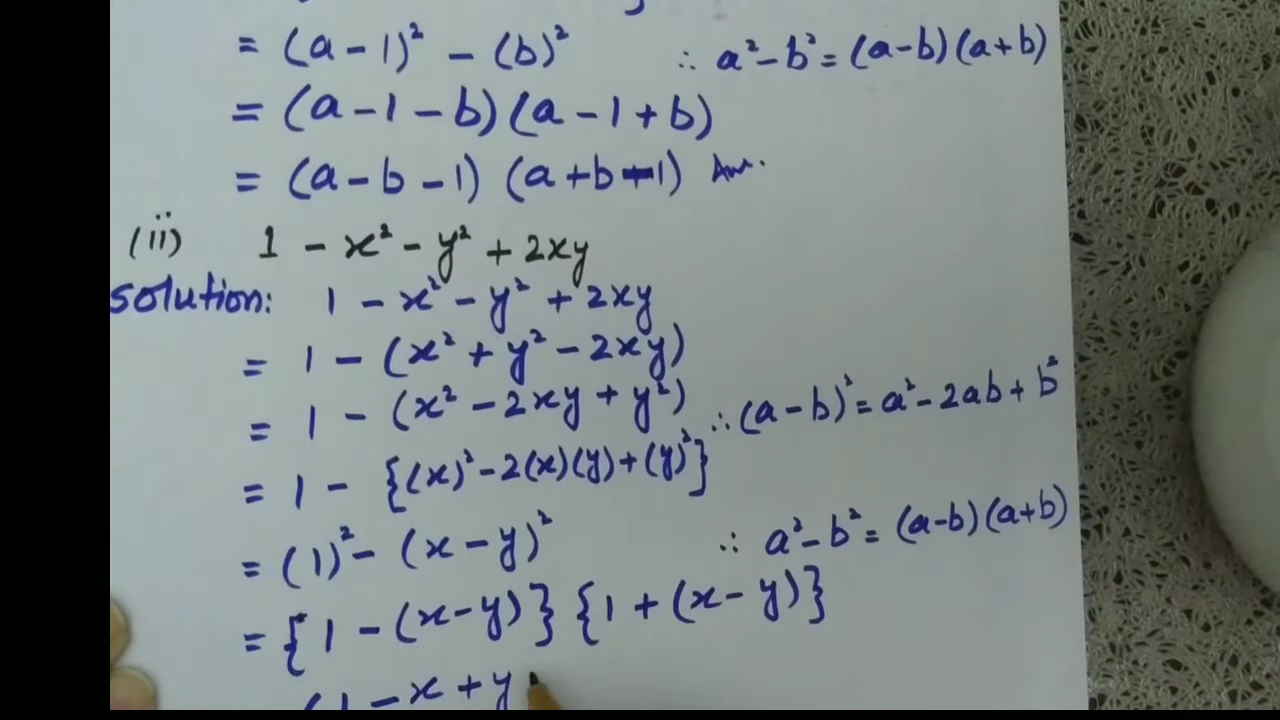 = (a - 1)² - (b)² ∴ a² - b² = (a-b)(a+b)
= (a - 1 - b)(a - 1 + b)
= (a - b - 1) (a + b - 1) Ans.
(ii) 1 - x² - y² + 2xy
Solution: 1 - x² - y² + 2xy
= 1 - (x² + y² - 2xy)
= 1 - (x² - 2xy + y²) ∴ (a - b)² = a² - 2ab + b²
= 1 - {(x)² - 2(x)(y) + (y)²}
= (1)² - (x - y)² ∴ a² - b² = (a-b)(a+b)
= {1 - (x-y)} {1 + (x - y)}
(1 - x + y